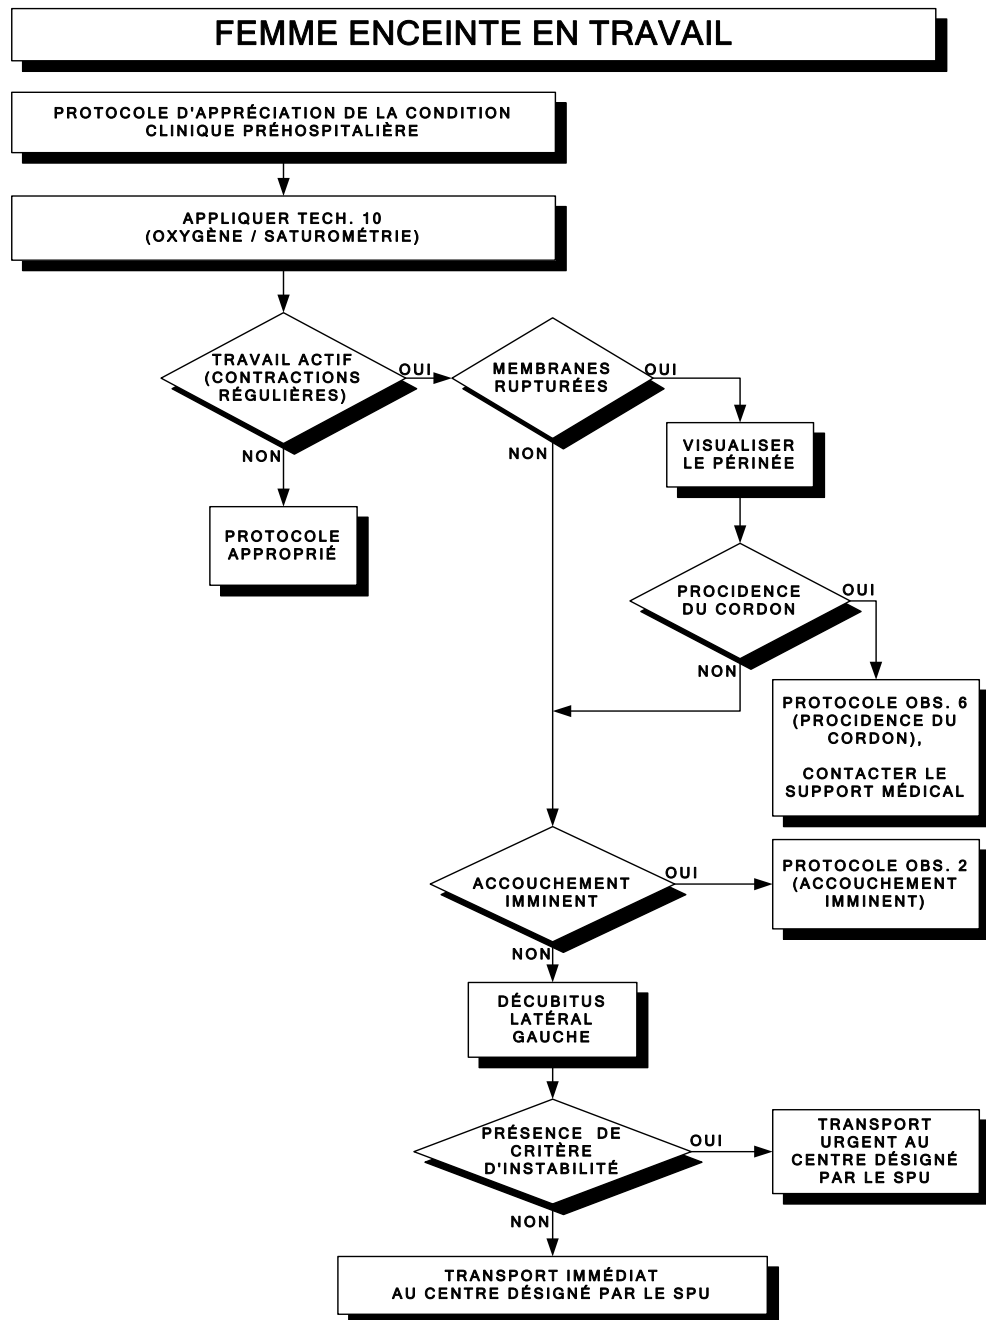 FEMME ENCEINTE EN TRAVAIL
PROTOCOLE D'APPRÉCIATION DE LA CONDITION
CLINIQUE PRÉHOSPITALIÈRE
APPLIQUER TECH. 10
(OXYGÈNE / SATUROMÉTRIE)
TRAVAIL ACTIF
(CONTRACTIONS
RÉGULIÈRES)
OUI
NON
MEMBRANES
RUPTURÉES
OUI
NON
VISUALISER
LE PÉRINÉE
PROTOCOLE
APPROPRIÉ
PROCIDENCE
DU CORDON
OUI
NON
PROTOCOLE OBS. 6
(PROCIDENCE DU
CORDON),
CONTACTER LE
SUPPORT MÉDICAL
ACCOUCHEMENT
IMMINENT
OUI
NON
PROTOCOLE OBS. 2
(ACCOUCHEMENT
IMMINENT)
DÉCUBITUS
LATÉRAL
GAUCHE
PRÉSENCE DE
CRITÈRE
D'INSTABILITÉ
OUI
NON
TRANSPORT
URGENT AU
CENTRE DÉSIGNÉ
PAR LE SPU
TRANSPORT IMMÉDIAT
AU CENTRE DÉSIGNÉ PAR LE SPU